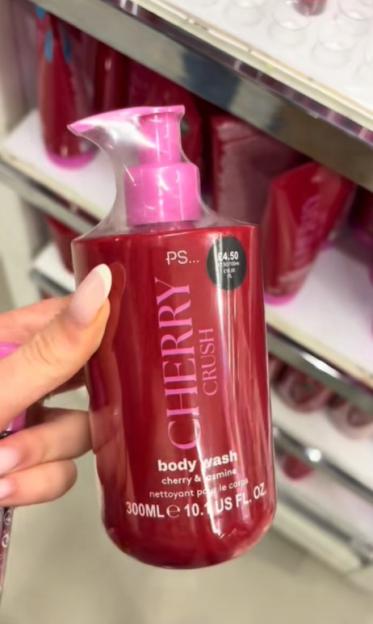 PS...
£4.50
CHERRY
CRUSH
body wash
cherry & jasmine
nettoyant pour le corps
300ML e 10.1 US FL. OZ.